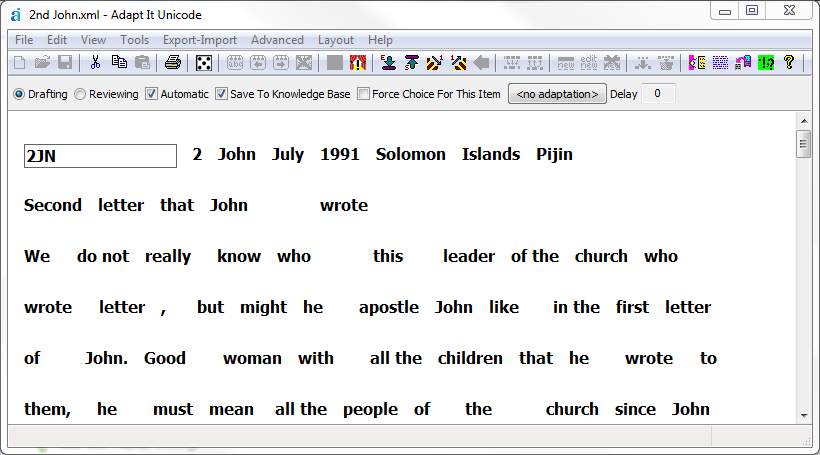 2nd John.xml - Adapt It Unicode
File Edit View Tools Export-Import Advanced Layout Help
Drafting Reviewing Automatic Save To Knowledge Base Force Choice For This Item <no adaptation> Delay 0
2JN 2 John July 1991 Solomon Islands Pijin
Second letter that John wrote
We do not really know who this leader of the church who
wrote letter , but might he apostle John like in the first letter
of John. Good woman with all the children that he wrote to
them, he must mean all the people of the church since John